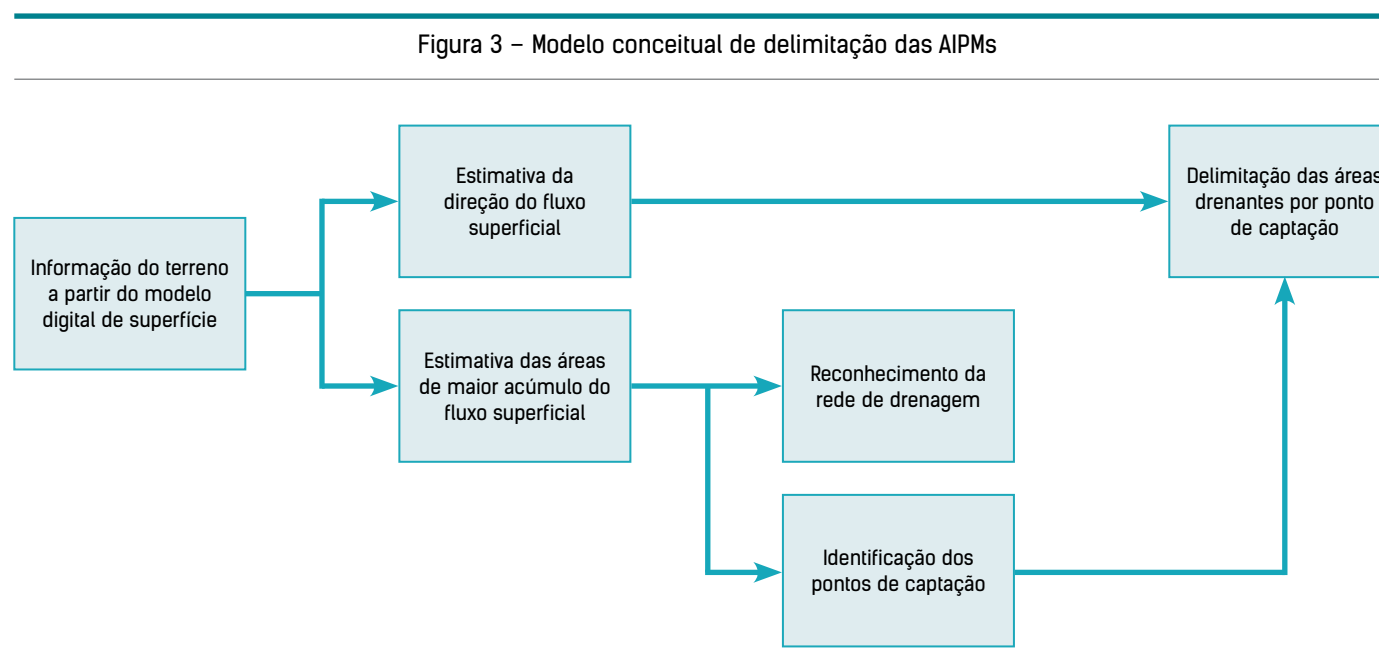 Figura 3 – Modelo conceitual de delimitação das AIPMs
Informação do terreno
a partir do modelo
digital de superfície
Estimativa da
direção do fluxo
superficial
Estimativa das áreas
de maior acúmulo do
fluxo superficial
Reconhecimento da
rede de drenagem
Identificação dos
pontos de captação
Delimitação das áreas
drenantes por ponto
de captação